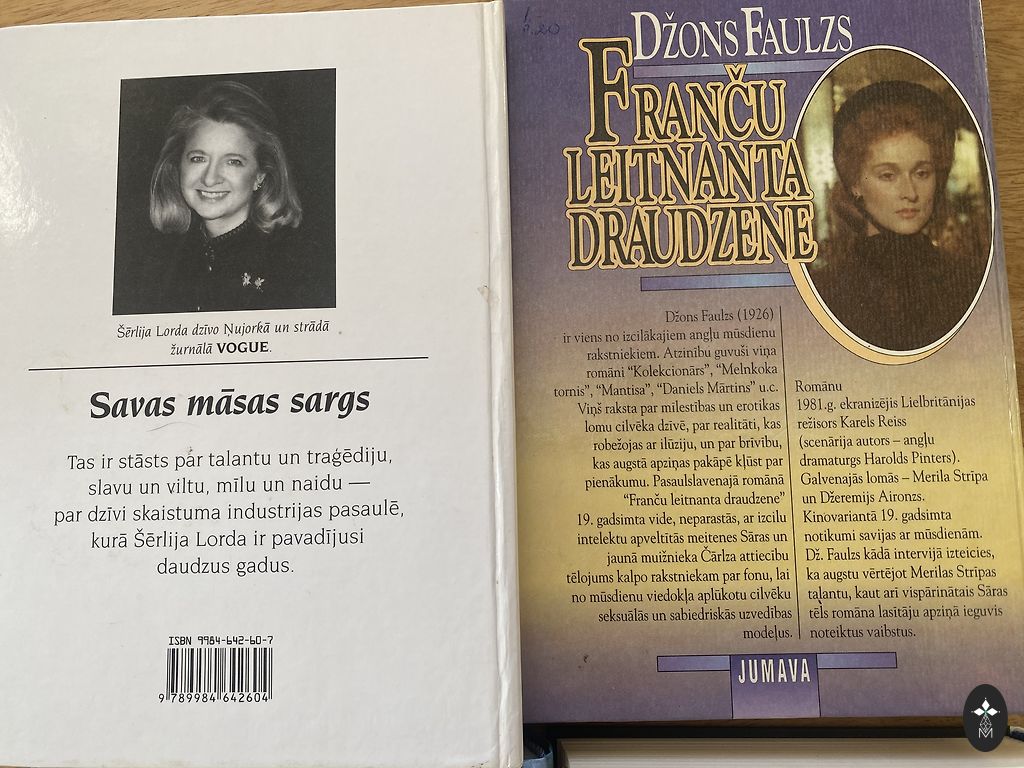 Šērlija Lorda dzīvo Ņujorkā un strādā
žurnālā VOGUE.
Savas māsas sargs
Tas ir stāsts par talantu un traģēdiju,
slavu un viltu, mīlu un naidu —
par dzīvi skaistuma industrijas pasaulē,
kurā Šērlija Lorda ir pavadījusi
daudzus gadus.
ISBN 9984-642-60-7
9 789984 642604
DŽONS FAULZS
FRANČU
LEITNANTA
DRAUDZENE
Džons Faulzs (1926)
ir viens no izcilākajiem angļu mūsdienu
rakstniekiem. Atzinību guvuši viņa
romāni “Kolekcionārs”, “Melnkoka
tornis”, “Mantisa”, “Daniels Mārtins” u.c.
Viņš raksta par mīlestības un erotikas
lomu cilvēka dzīvē, par realitāti, kas
robežojas ar ilūziju, un par brīvību,
kas augstā apziņas pakāpē kļūst par
pienākumu. Pasaulslavenajā romānā
“Franču leitnanta draudzene”
19. gadsimta vide, neparastās, ar izcilu
intelektu apveltītās meitenes Sāras un
jaunā muižnieka Čārlza attiecību
tēlojums kalpo rakstniekam par fonu, lai
no mūsdienu viedokļa aplūkotu cilvēku
seksuālās un sabiedriskās uzvedības
modeļus.
Romānu
1981.g. ekranizējis Lielbritānijas
režisors Karels Reiss
(scenārija autors – angļu
dramaturgs Harolds Pinters).
Galvenajās lomās – Merila Strīpa
un Džeremijs Aironzs.
Kinovariantā 19. gadsimta
notikumi savijas ar mūsdienām.
Dž. Faulzs kādā intervijā izteicies,
ka augstu vērtējot Merilas Strīpas
talantu, kaut arī vispārinātais Sāras
tēls romāna lasītāju apziņā ieguvis
noteiktus vaibstus.
JUMAVA
M